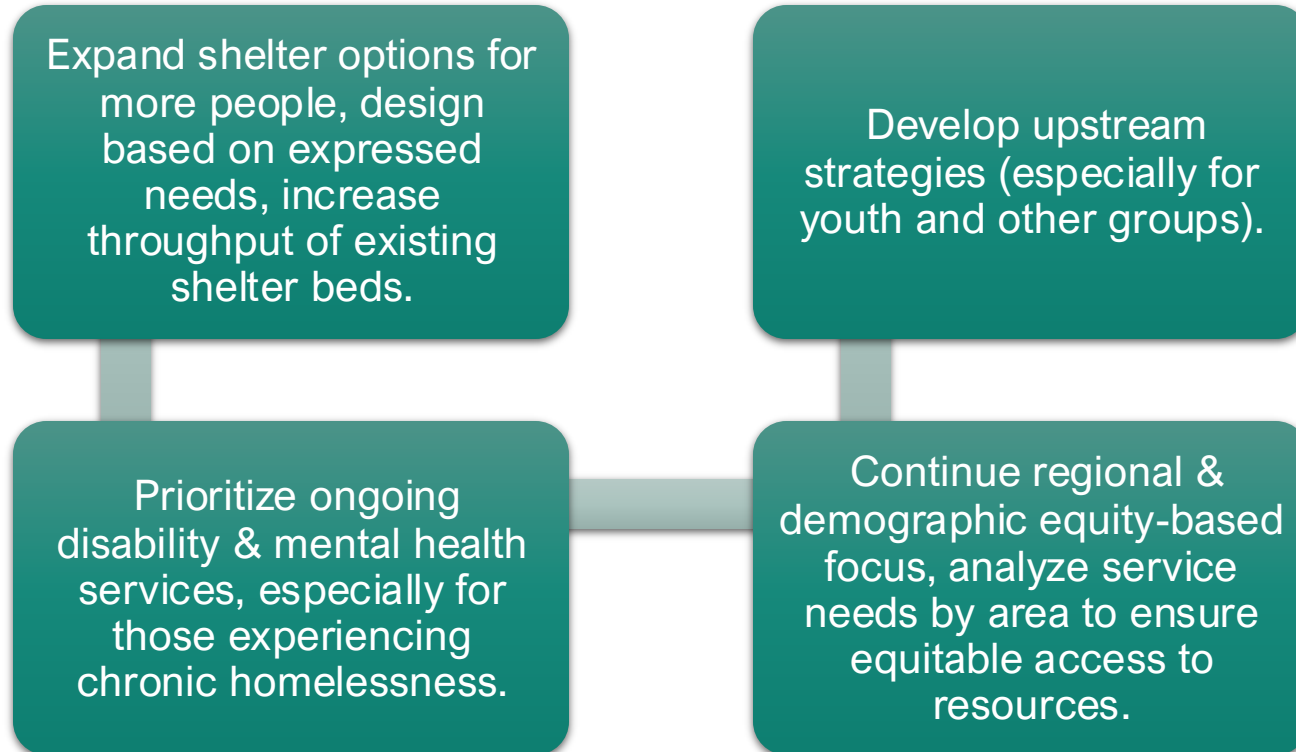 Expand shelter options for
more people, design
based on expressed
needs, increase
throughput of existing
shelter beds.
Prioritize ongoing
disability & mental health
services, especially for
those experiencing
chronic homelessness.
Continue regional &
demographic equity-based
focus, analyze service
needs by area to ensure
equitable access to
resources.
Develop upstream
strategies (especially for
youth and other groups).